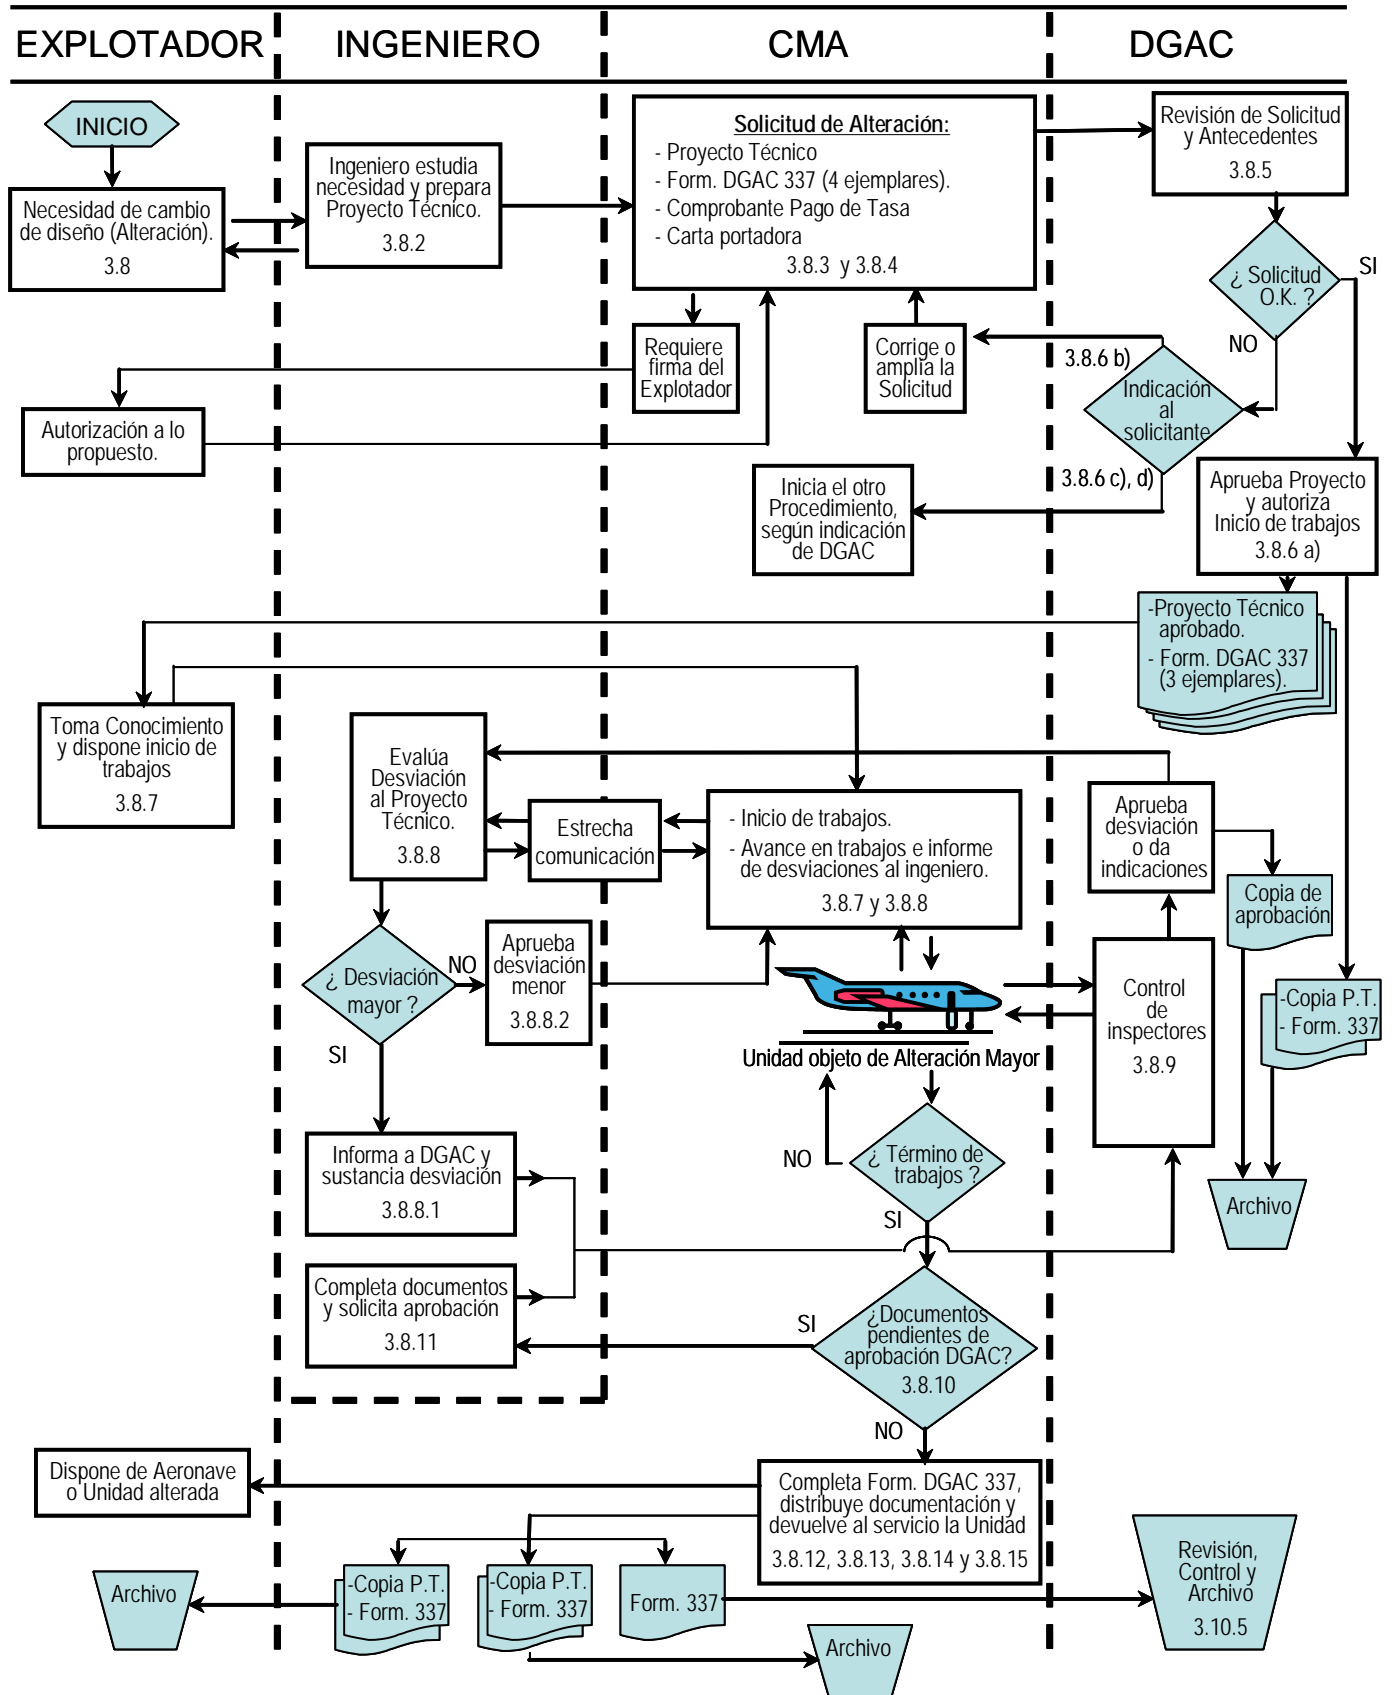 EXPLOTADOR
INGENIERO
CMA
DGAC
INICIO
Necesidad de cambio
de diseño (Alteración).
3.8
Ingeniero estudia
necesidad y prepara
Proyecto Técnico.
3.8.2
Solicitud de Alteración:
- Proyecto Técnico
- Form. DGAC 337 (4 ejemplares).
- Comprobante Pago de Tasa
- Carta portadora
3.8.3 y 3.8.4
Revisión de Solicitud
y Antecedentes
3.8.5
¿ Solicitud
O.K. ?
SI
NO
Requiere
firma del
Explotador
Corrige o
amplía la
Solicitud
3.8.6 b)
Indicación
al
solicitante
Autorización a lo
propuesto.
3.8.6 c), d)
Inicia el otro
Procedimiento,
según indicación
de DGAC
Aprueba Proyecto
y autoriza
Inicio de trabajos
3.8.6 a)
-Proyecto Técnico
aprobado.
- Form. DGAC 337
(3 ejemplares).
Toma Conocimiento
y dispone inicio de
trabajos
3.8.7
Evalúa
Desviación
al Proyecto
Técnico.
3.8.8
Estrecha
comunicación
- Inicio de trabajos.
- Avance en trabajos e informe
de desviaciones al ingeniero.
3.8.7 y 3.8.8
Aprueba
desviación
o da
indicaciones
Copia de
aprobación
¿ Desviación
mayor ?
NO
SI
Aprueba
desviación
menor
3.8.8.2
Unidad objeto de Alteración Mayor
Control
de
inspectores
3.8.9
-Copia P.T.
- Form. 337
Informa a DGAC y
sustancia desviación
3.8.8.1
NO
¿ Término de
trabajos ?
SI
Archivo
Completa documentos
y solicita aprobación
3.8.11
SI
¿Documentos
pendientes de
aprobación DGAC?
3.8.10
NO
Dispone de Aeronave
o Unidad alterada
Completa Form. DGAC 337,
distribuye documentación y
devuelve al servicio la Unidad
3.8.12, 3.8.13, 3.8.14 y 3.8.15
Archivo
-Copia P.T.
- Form. 337
-Copia P.T.
- Form. 337
Form. 337
Revisión,
Control y
Archivo
3.10.5
Archivo